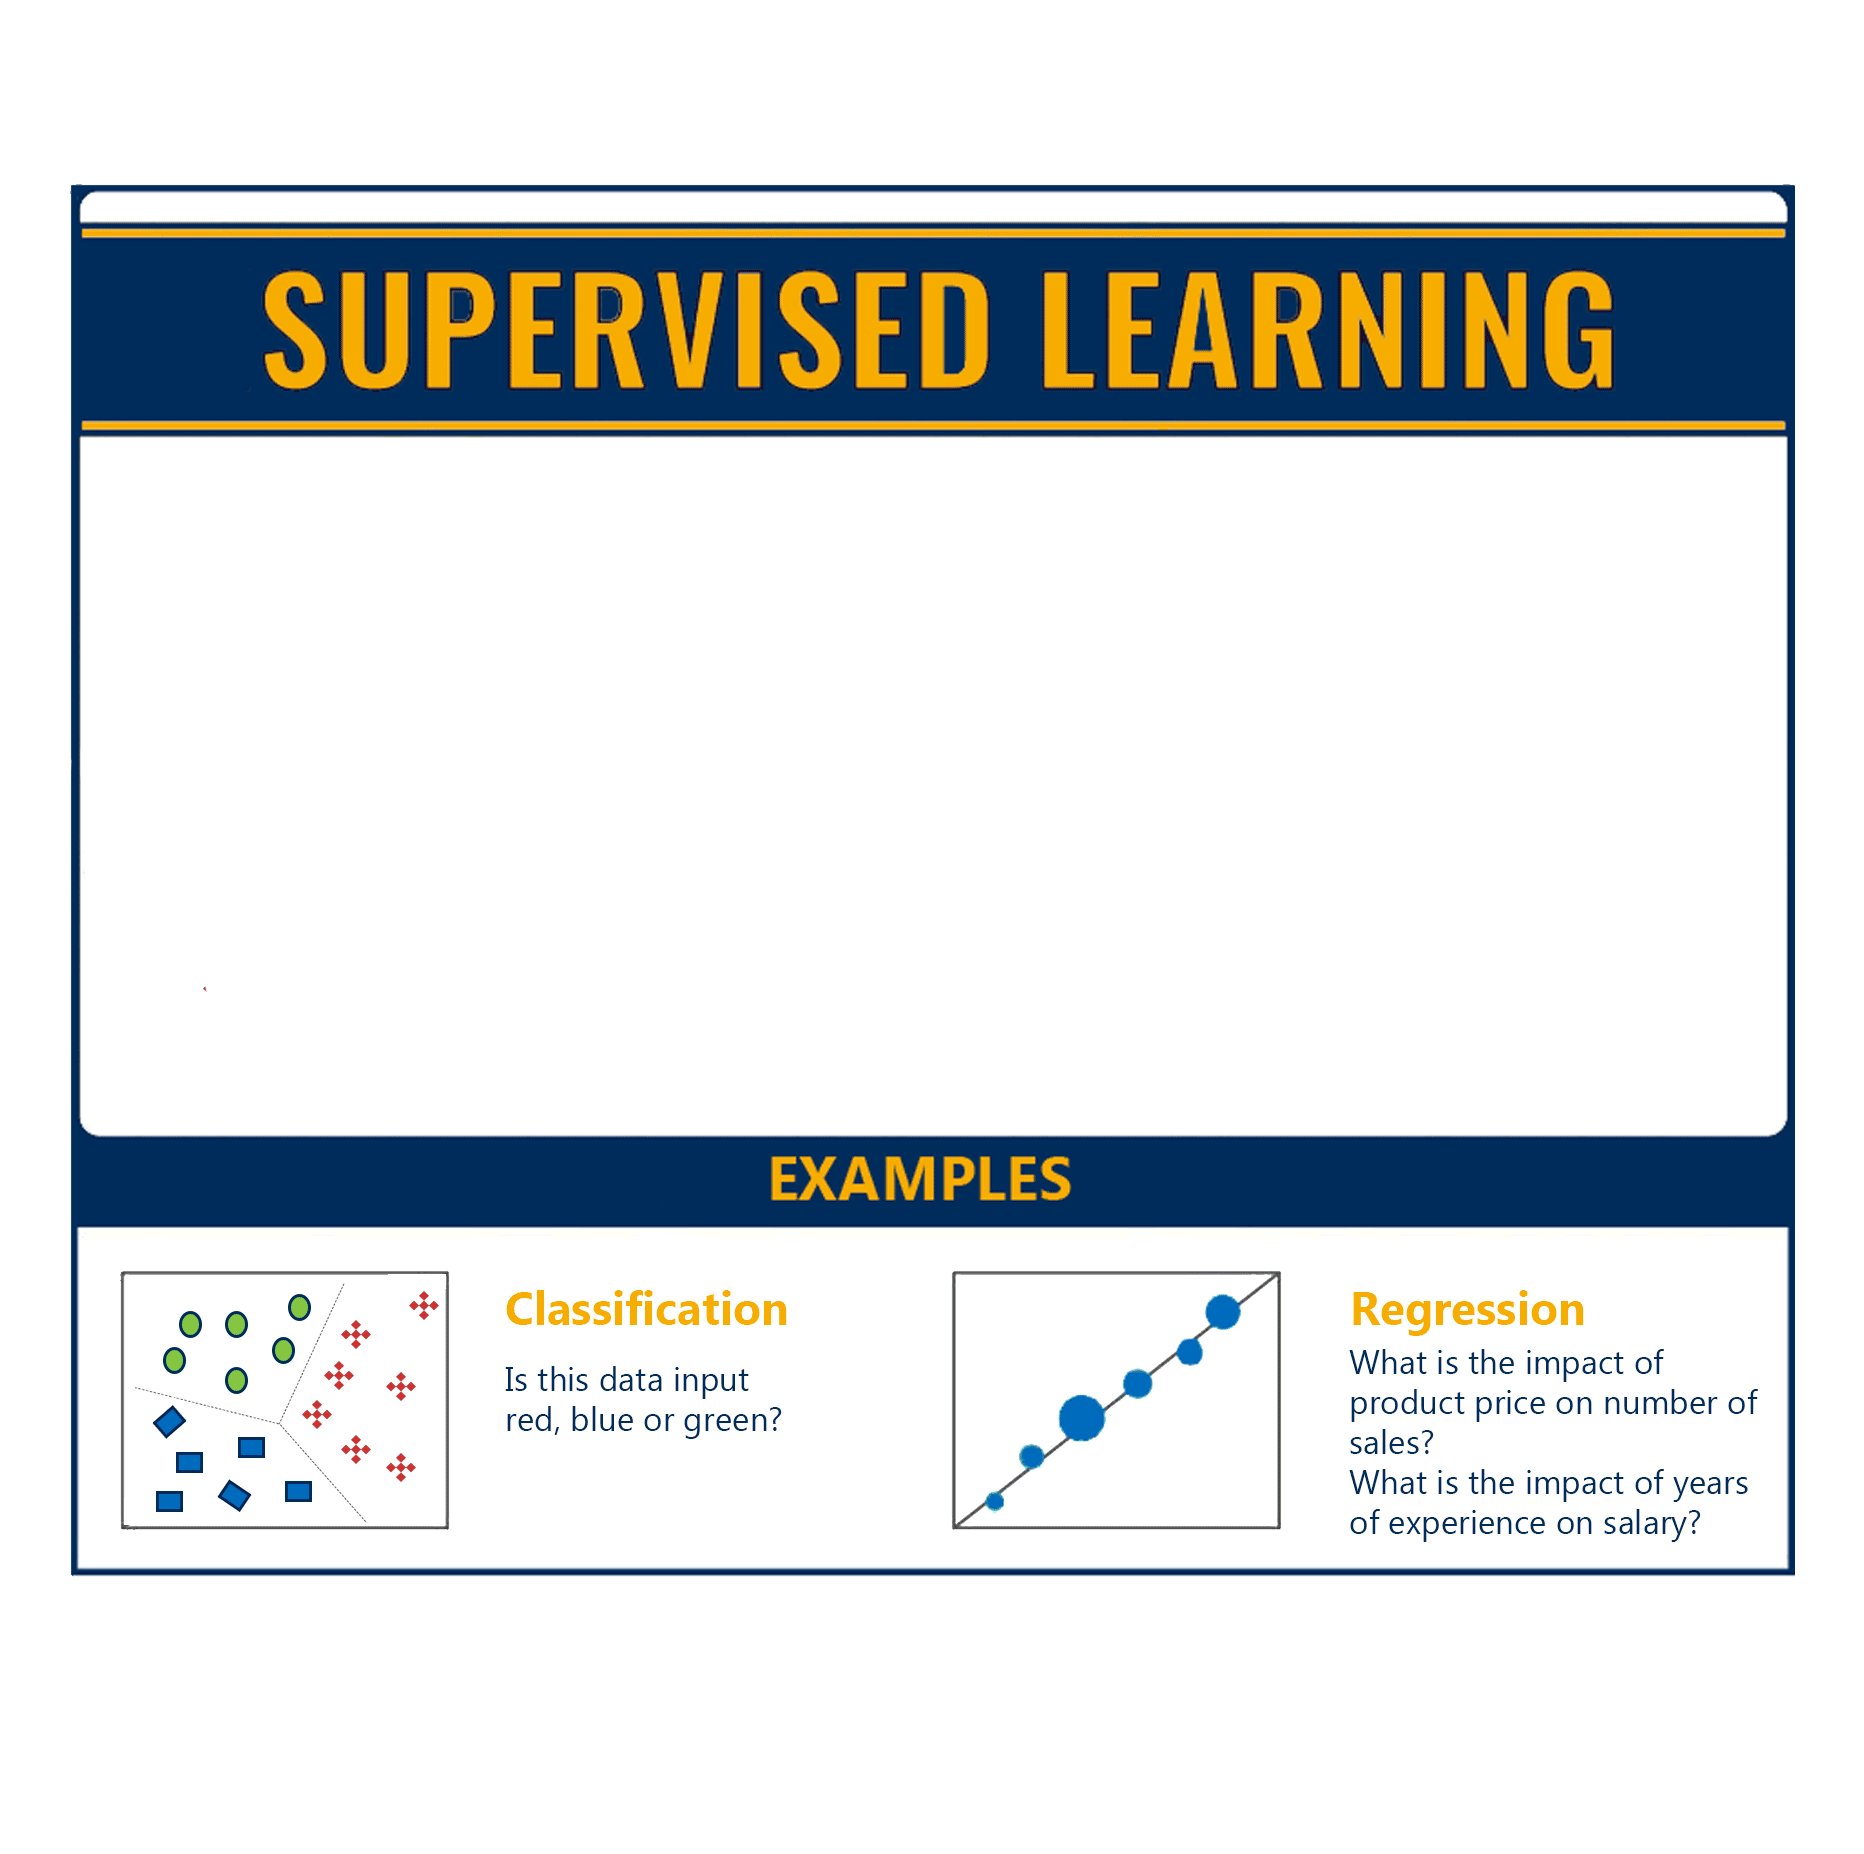 SUPERVISED LEARNING
EXAMPLES
Classification
Is this data input
red, blue or green?
Regression
What is the impact of
product price on number of
sales?
What is the impact of years
of experience on salary?